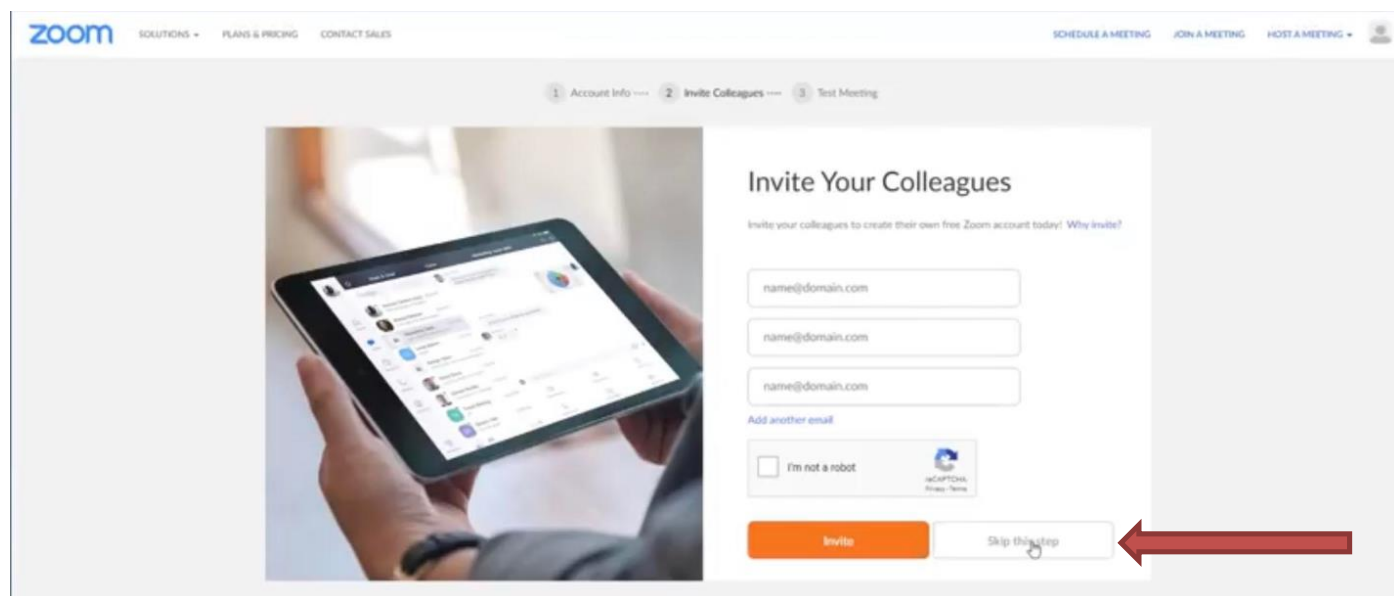 zoom SOLUTIONS PLANS & PRICING CONTACT SALES SCHEDULE A MEETING JOIN A MEETING HOST A MEETING
1 Account Info 2 Invite Colleagues 3 Test Meeting
Invite Your Colleagues
Invite your colleagues to create their own free Zoom account today! Why invite?
name@domain.com
name@domain.com
name@domain.com
Add another email
I'm not a robot
reCAPTCHA
Privacy - Terms
Invite Skip this step